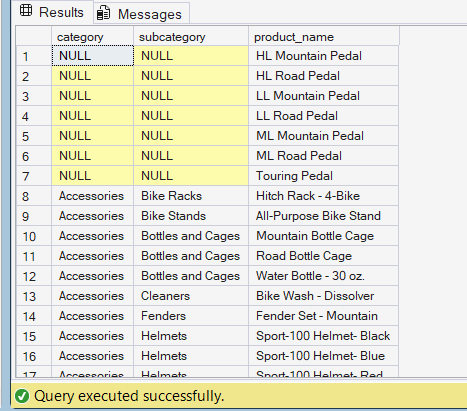 Results Messages
category subcategory product_name
1 NULL NULL HL Mountain Pedal
2 NULL NULL HL Road Pedal
3 NULL NULL LL Mountain Pedal
4 NULL NULL LL Road Pedal
5 NULL NULL ML Mountain Pedal
6 NULL NULL ML Road Pedal
7 NULL NULL Touring Pedal
8 Accessories Bike Racks Hitch Rack - 4-Bike
9 Accessories Bike Stands All-Purpose Bike Stand
10 Accessories Bottles and Cages Mountain Bottle Cage
11 Accessories Bottles and Cages Road Bottle Cage
12 Accessories Bottles and Cages Water Bottle - 30 oz.
13 Accessories Cleaners Bike Wash - Dissolver
14 Accessories Fenders Fender Set - Mountain
15 Accessories Helmets Sport-100 Helmet- Black
16 Accessories Helmets Sport-100 Helmet- Blue
17 Accessories Helmets Sport-100 Helmet- Red
Query executed successfully.